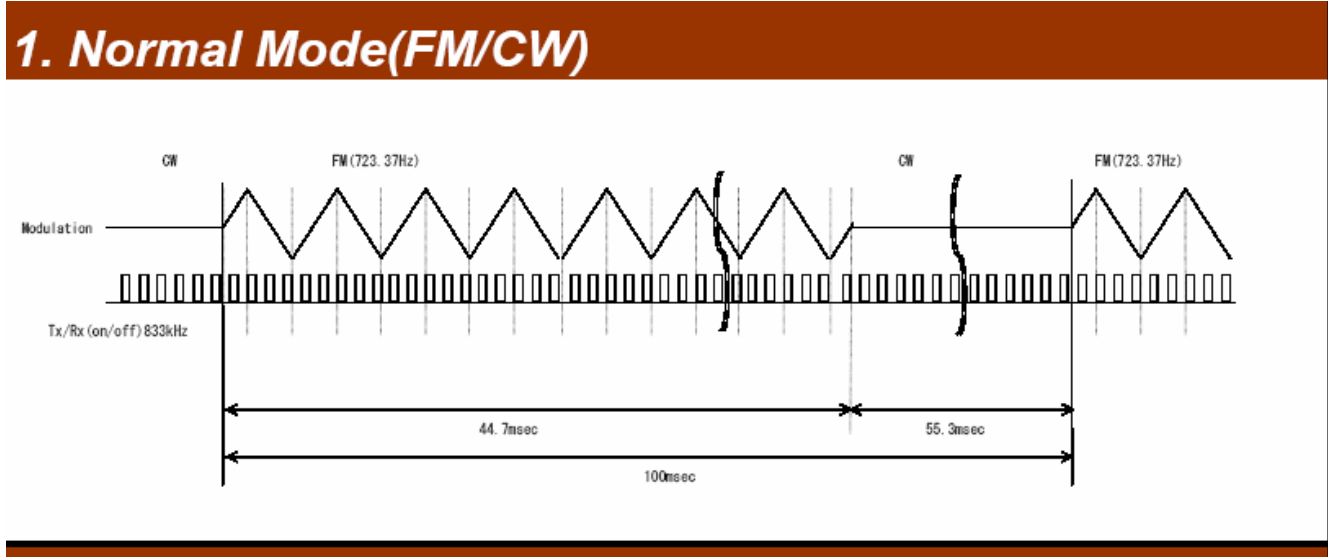 1. Normal Mode(FM/CW)
CW
FM(723.37Hz)
CW
FM(723.37Hz)
Modulation
Tx/Rx(on/off)833kHz
44.7msec
55.3msec
100msec